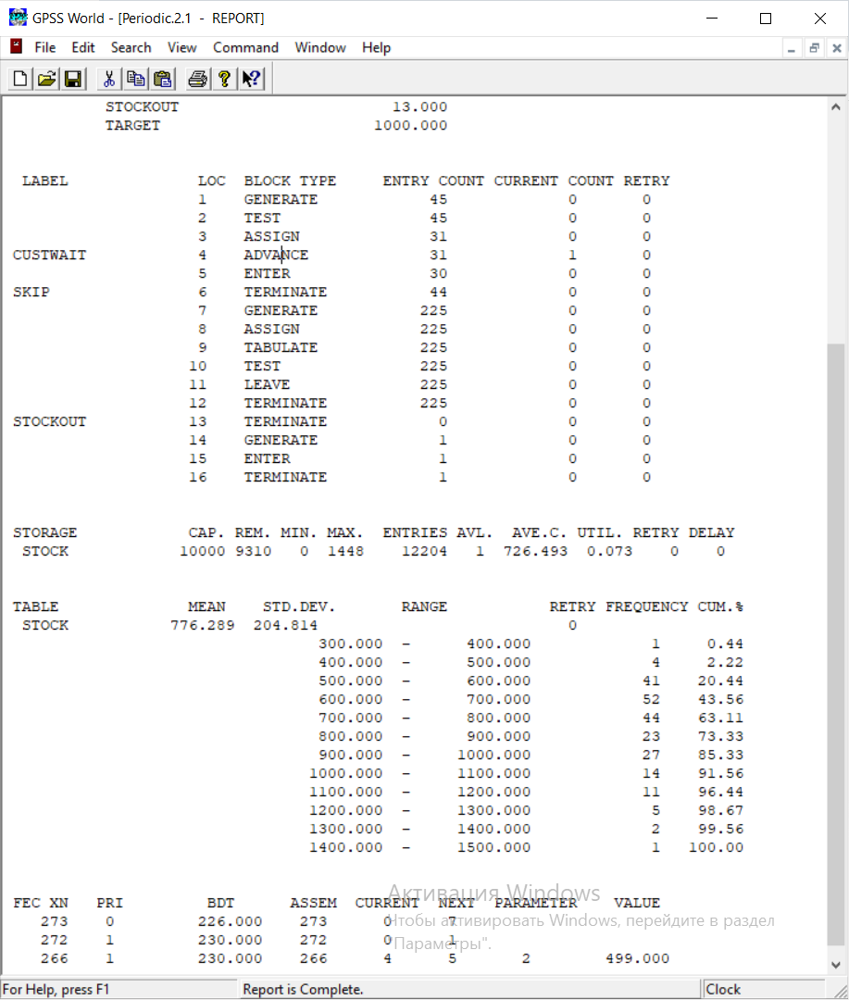 GPSS World - [Periodic.2.1 - REPORT]
File Edit Search View Command Window Help
STOCKOUT 13.000
TARGET 1000.000
LABEL LOC BLOCK TYPE ENTRY COUNT CURRENT COUNT RETRY
1 GENERATE 45 0 0
2 TEST 45 0 0
3 ASSIGN 31 0 0
CUSTWAIT 4 ADVANCE 31 1 0
5 ENTER 30 0 0
SKIP 6 TERMINATE 44 0 0
7 GENERATE 225 0 0
8 ASSIGN 225 0 0
9 TABULATE 225 0 0
10 TEST 225 0 0
11 LEAVE 225 0 0
12 TERMINATE 225 0 0
STOCKOUT 13 TERMINATE 0 0 0
14 GENERATE 1 0 0
15 ENTER 1 0 0
16 TERMINATE 1 0 0
STORAGE CAP. REM. MIN. MAX. ENTRIES AVL. AVE.C. UTIL. RETRY DELAY
STOCK 10000 9310 0 1448 12204 1 726.493 0.073 0 0
TABLE MEAN STD.DEV. RANGE RETRY FREQUENCY CUM.%
STOCK 776.289 204.814 0
300.000 - 400.000 1 0.44
400.000 - 500.000 4 2.22
500.000 - 600.000 41 20.44
600.000 - 700.000 52 43.56
700.000 - 800.000 44 63.11
800.000 - 900.000 23 73.33
900.000 - 1000.000 27 85.33
1000.000 - 1100.000 14 91.56
1100.000 - 1200.000 11 96.44
1200.000 - 1300.000 5 98.67
1300.000 - 1400.000 2 99.56
1400.000 - 1500.000 1 100.00
Активация Windows
FEC XN PRI BDT ASSEM CURRENT NEXT PARAMETER VALUE
273 0 226.000 273 0 7
Чтобы активировать Windows, перейдите в раздел
272 1 230.000 272 0 1
"Параметры".
266 1 230.000 266 4 5 2 499.000
For Help, press F1 Report is Complete. Clock